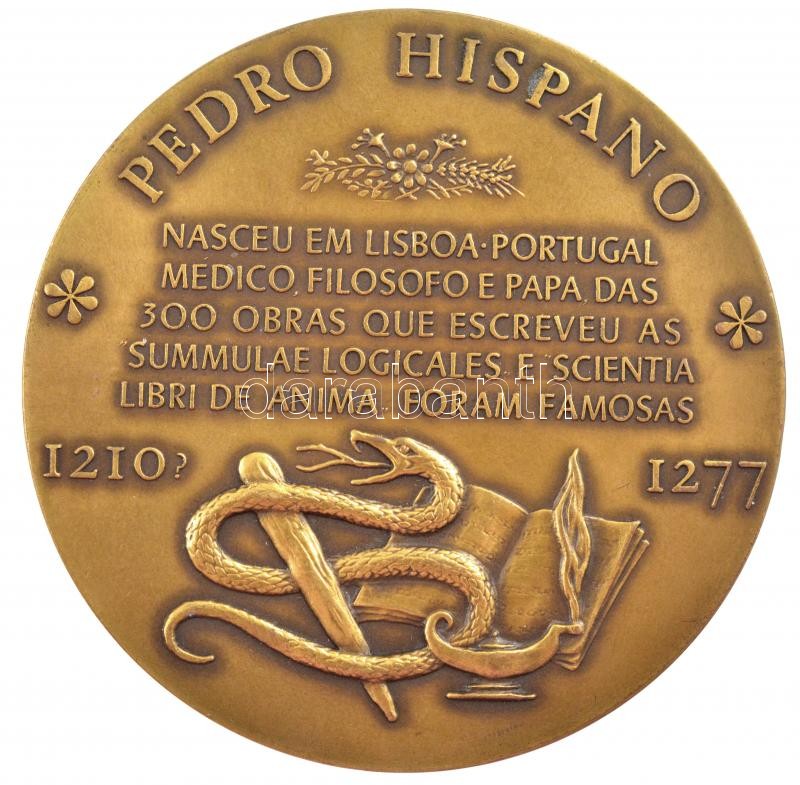 PEDRO HISPANO
NASCEU EM LISBOA·PORTUGAL
MEDICO, FILOSOFO E PAPA, DAS
300 OBRAS QUE ESCREVEU AS
"SUMMULAE LOGICALES" E "SCIENTIA
LIBRI DE ANIMA" FORAM FAMOSAS
1210? 1277
darabanth